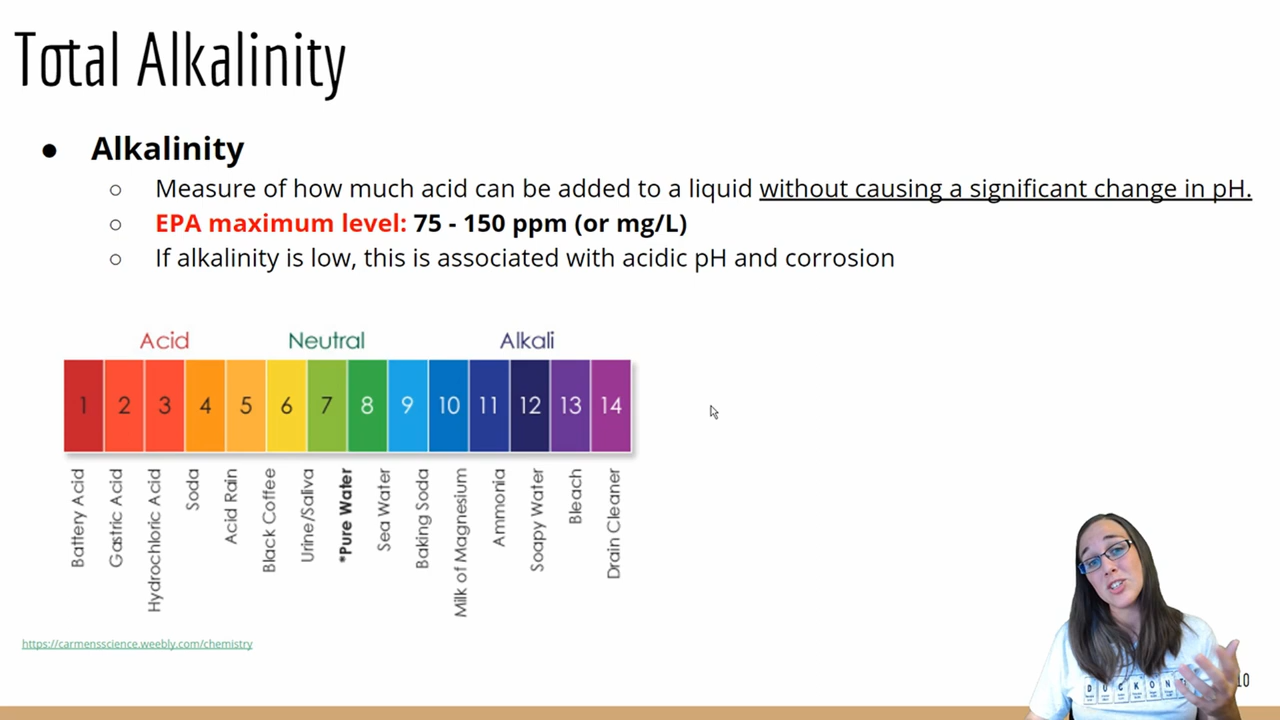 Total Alkalinity
● Alkalinity
○ Measure of how much acid can be added to a liquid without causing a significant change in pH.
○ EPA maximum level: 75 - 150 ppm (or mg/L)
○ If alkalinity is low, this is associated with acidic pH and corrosion
Acid Neutral Alkali
1 2 3 4 5 6 7 8 9 10 11 12 13 14
Battery Acid
Gastric Acid
Hydrochloric Acid
Soda
Acid Rain
Black Coffee
Urine/Saliva
*Pure Water
Sea Water
Baking Soda
Milk of Magnesium
Ammonia
Soapy Water
Bleach
Drain Cleaner
https://carmensscience.weebly.com/chemistry
D U C K O N
10